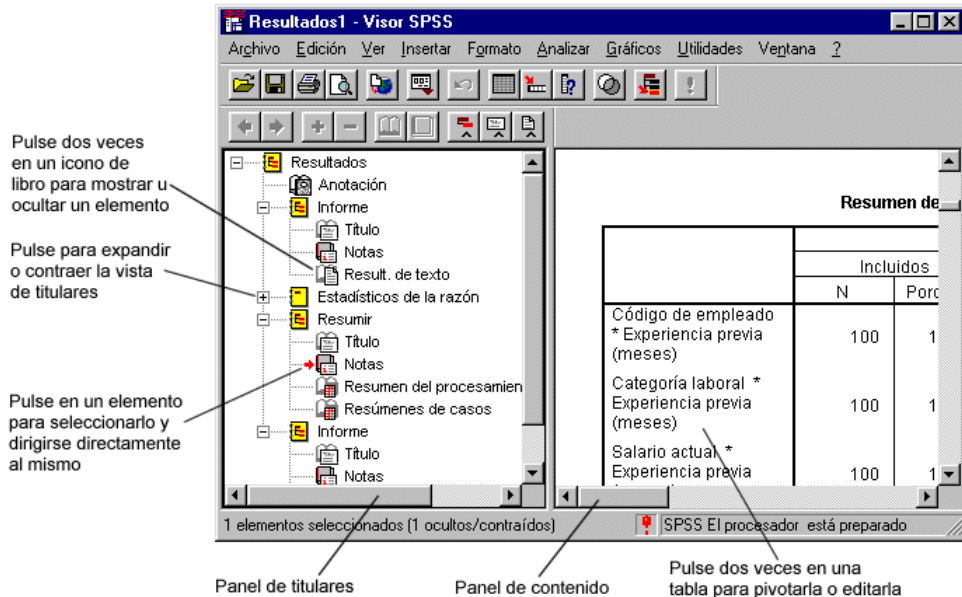 Resultados1 - Visor SPSS
Archivo Edición Ver Insertar Formato Analizar Gráficos Utilidades Ventana ?
Pulse dos veces
en un icono de
libro para mostrar u
ocultar un elemento
Pulse para expandir
o contraer la vista
de titulares
Pulse en un elemento
para seleccionarlo y
dirigirse directamente
al mismo
Resultados
Anotación
Informe
Título
Notas
Result. de texto
Estadísticos de la razón
Resumir
Título
Notas
Resumen del procesamien
Resúmenes de casos
Informe
Título
Notas
Resumen de
Incluidos
N Porc
Código de empleado
* Experiencia previa
(meses)
100 1
Categoría laboral *
Experiencia previa
(meses)
100 1
Salario actual *
Experiencia previa
100 1
1 elementos seleccionados (1 ocultos/contraídos)
SPSS El procesador está preparado
Panel de titulares
Panel de contenido
Pulse dos veces en una
tabla para pivotarla o editarla